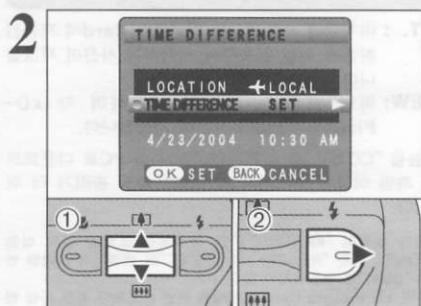 2
TIME DIFFERENCE
LOCATION ✈LOCAL
TIME DIFFERENCE SET
4/23/2004 10:30 AM
OK SET BACK CANCEL
①
②